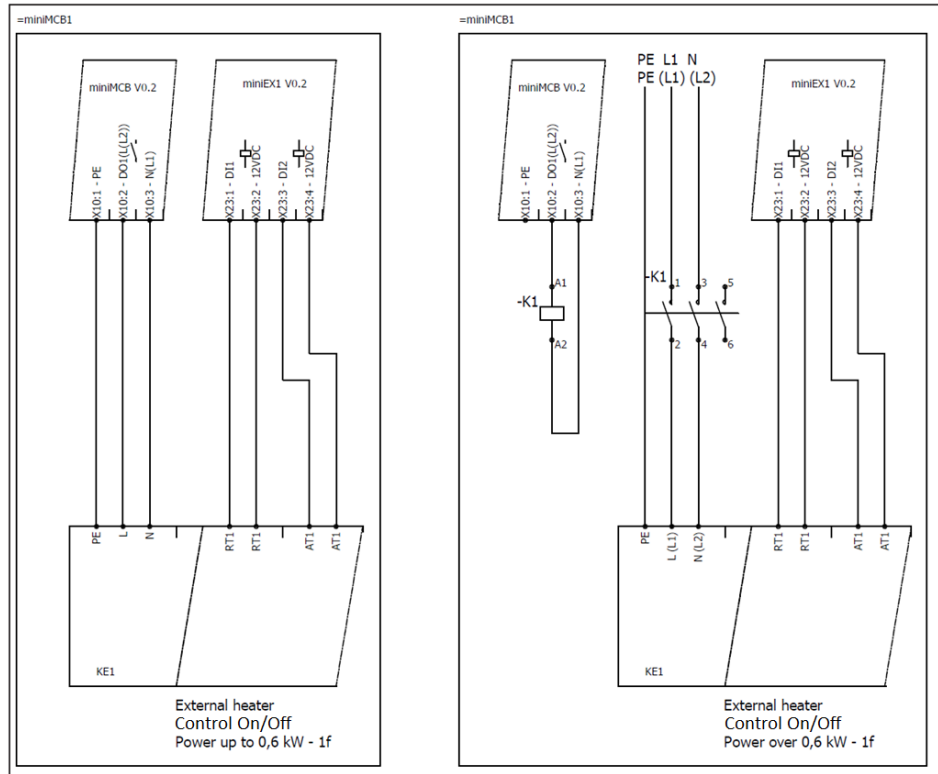 =miniMCB1
miniMCB V0.2
miniEX1 V0.2
X10:1 - PE
X10:2 - DO1(L(L2))
X10:3 - N(L1)
X23:1 - DI1
X23:2 - 12VDC
X23:3 - DI2
X23:4 - 12VDC
PE
L
N
RT1
RT1
AT1
AT1
KE1
External heater
Control On/Off
Power up to 0,6 kW - 1f
=miniMCB1
PE L1 N
PE (L1) (L2)
miniMCB V0.2
miniEX1 V0.2
X10:1 - PE
X10:2 - DO1(L(L2))
X10:3 - N(L1)
X23:1 - DI1
X23:2 - 12VDC
X23:3 - DI2
X23:4 - 12VDC
-K1
A1
A2
-K1
1
3
5
2
4
6
PE
L (L1)
N (L2)
RT1
RT1
AT1
AT1
KE1
External heater
Control On/Off
Power over 0,6 kW - 1f